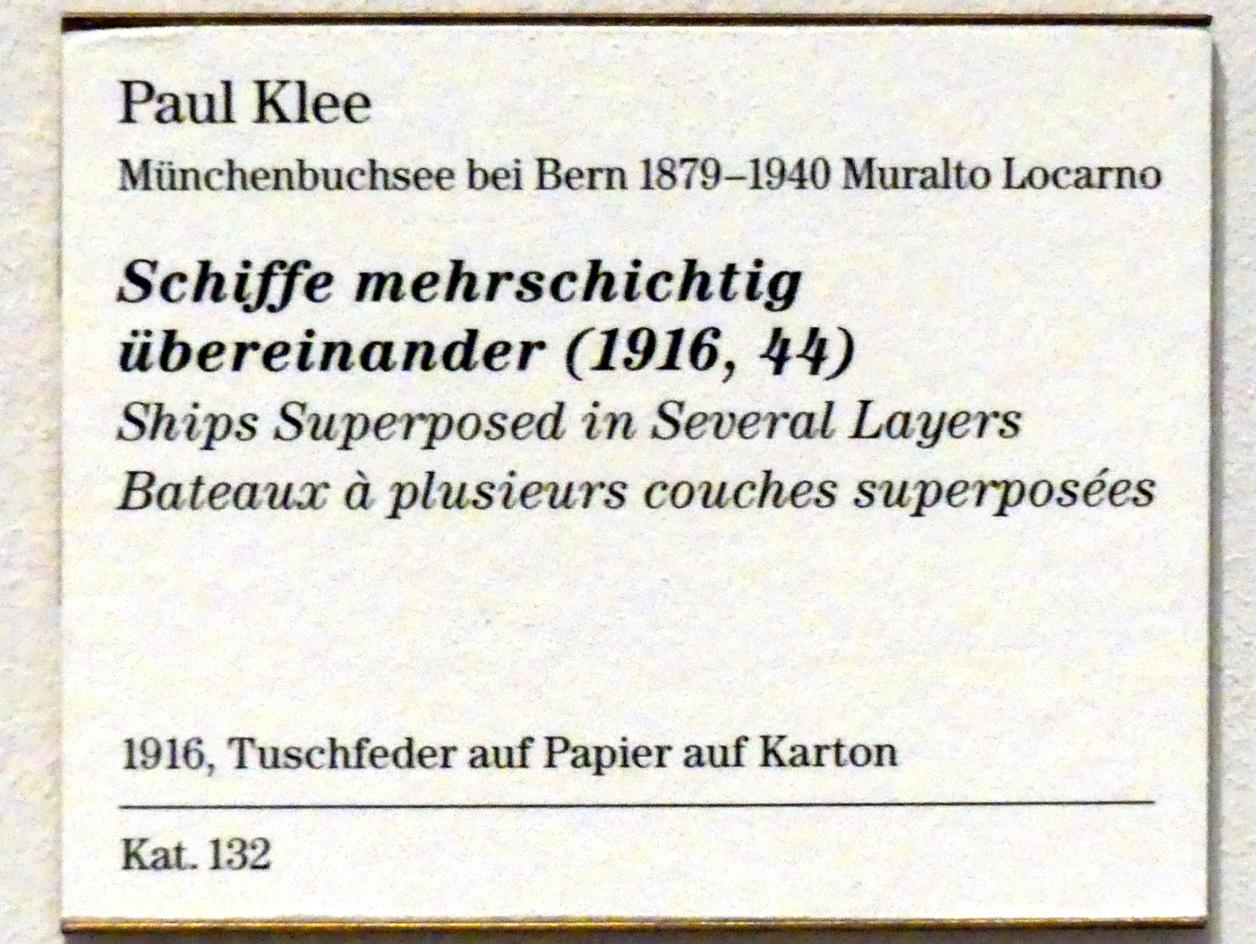 Paul Klee
Münchenbuchsee bei Bern 1879–1940 Muralto Locarno
Schiffe mehrschichtig
übereinander (1916, 44)
Ships Superposed in Several Layers
Bateaux à plusieurs couches superposées
1916, Tuschfeder auf Papier auf Karton
Kat. 132